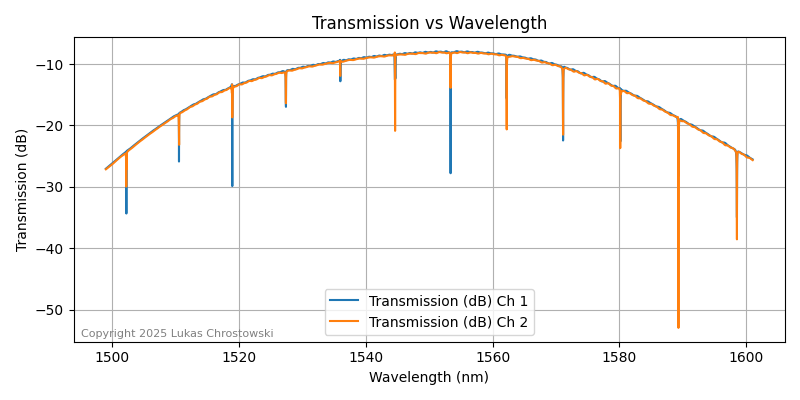 Transmission vs Wavelength
Transmission (dB)
−10
−20
−30
−40
−50
Transmission (dB) Ch 1
Transmission (dB) Ch 2
Copyright 2025 Lukas Chrostowski
1500 1520 1540 1560 1580 1600
Wavelength (nm)